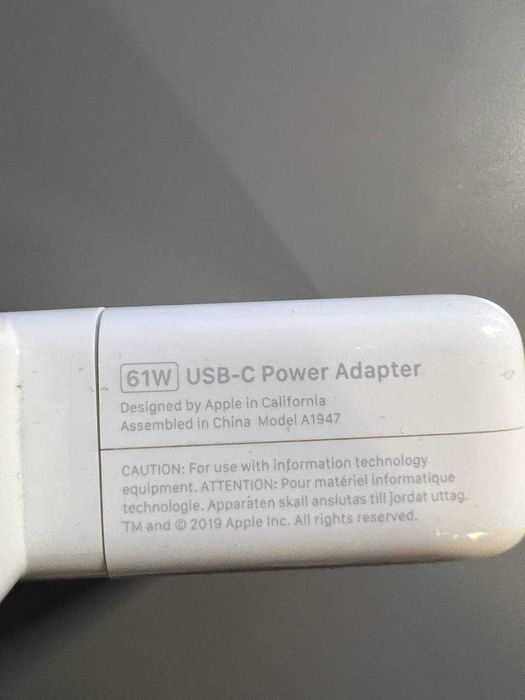 61W USB-C Power Adapter
Designed by Apple in California
Assembled in China Model A1947
CAUTION: For use with information technology
equipment. ATTENTION: Pour matériel informatique
technologie. Apparaten skall anslutas till jordat uttag.
TM and © 2019 Apple Inc. All rights reserved.